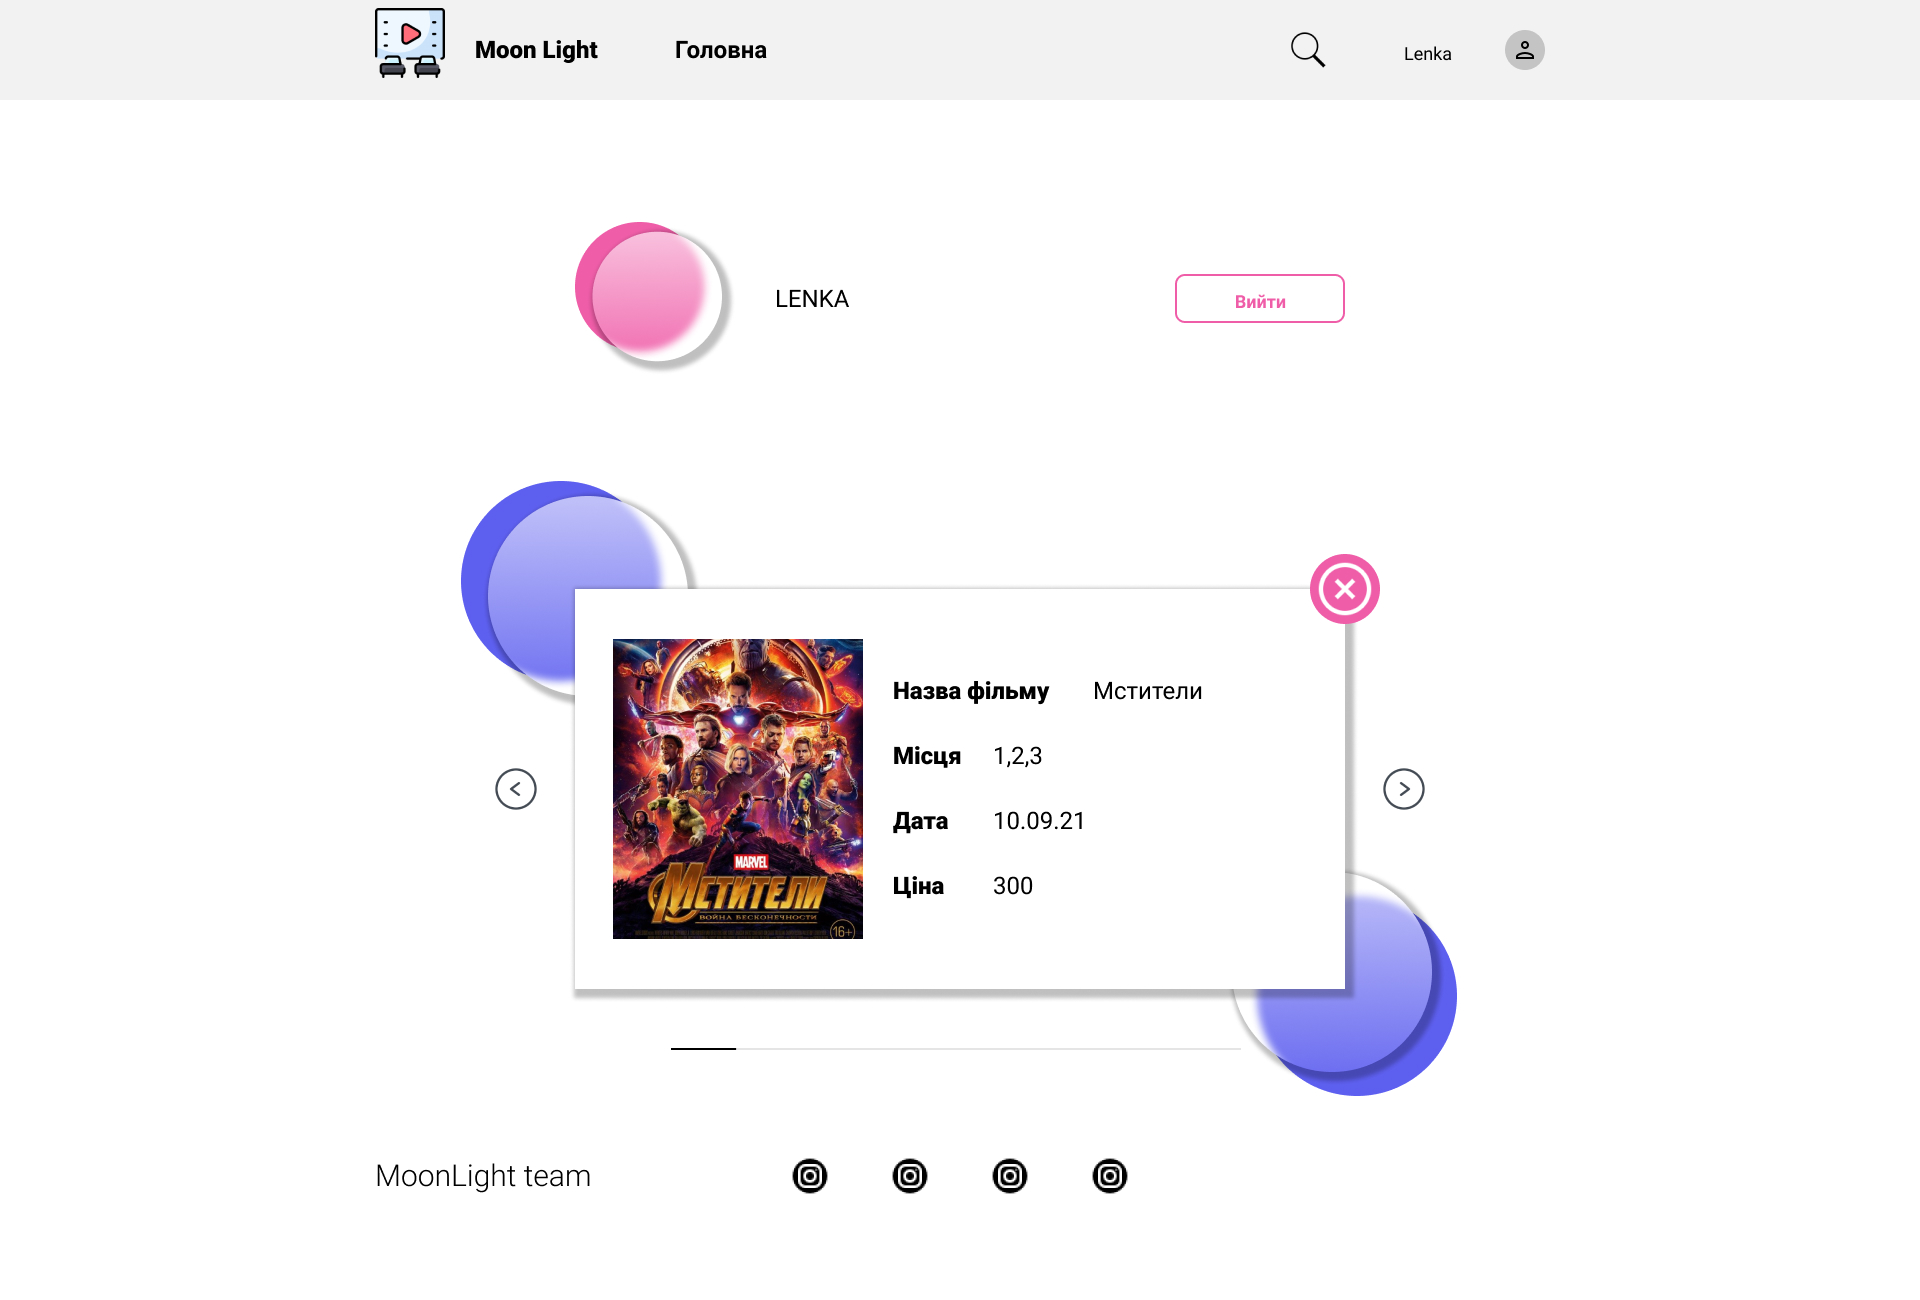 Moon Light
Головна
Lenka
LENKA
Вийти
Назва фільму Мстители
Місця 1,2,3
Дата 10.09.21
Ціна 300
MARVEL
Мстители
ВОЙНА БЕСКОНЕЧНОСТИ
16+
MoonLight team